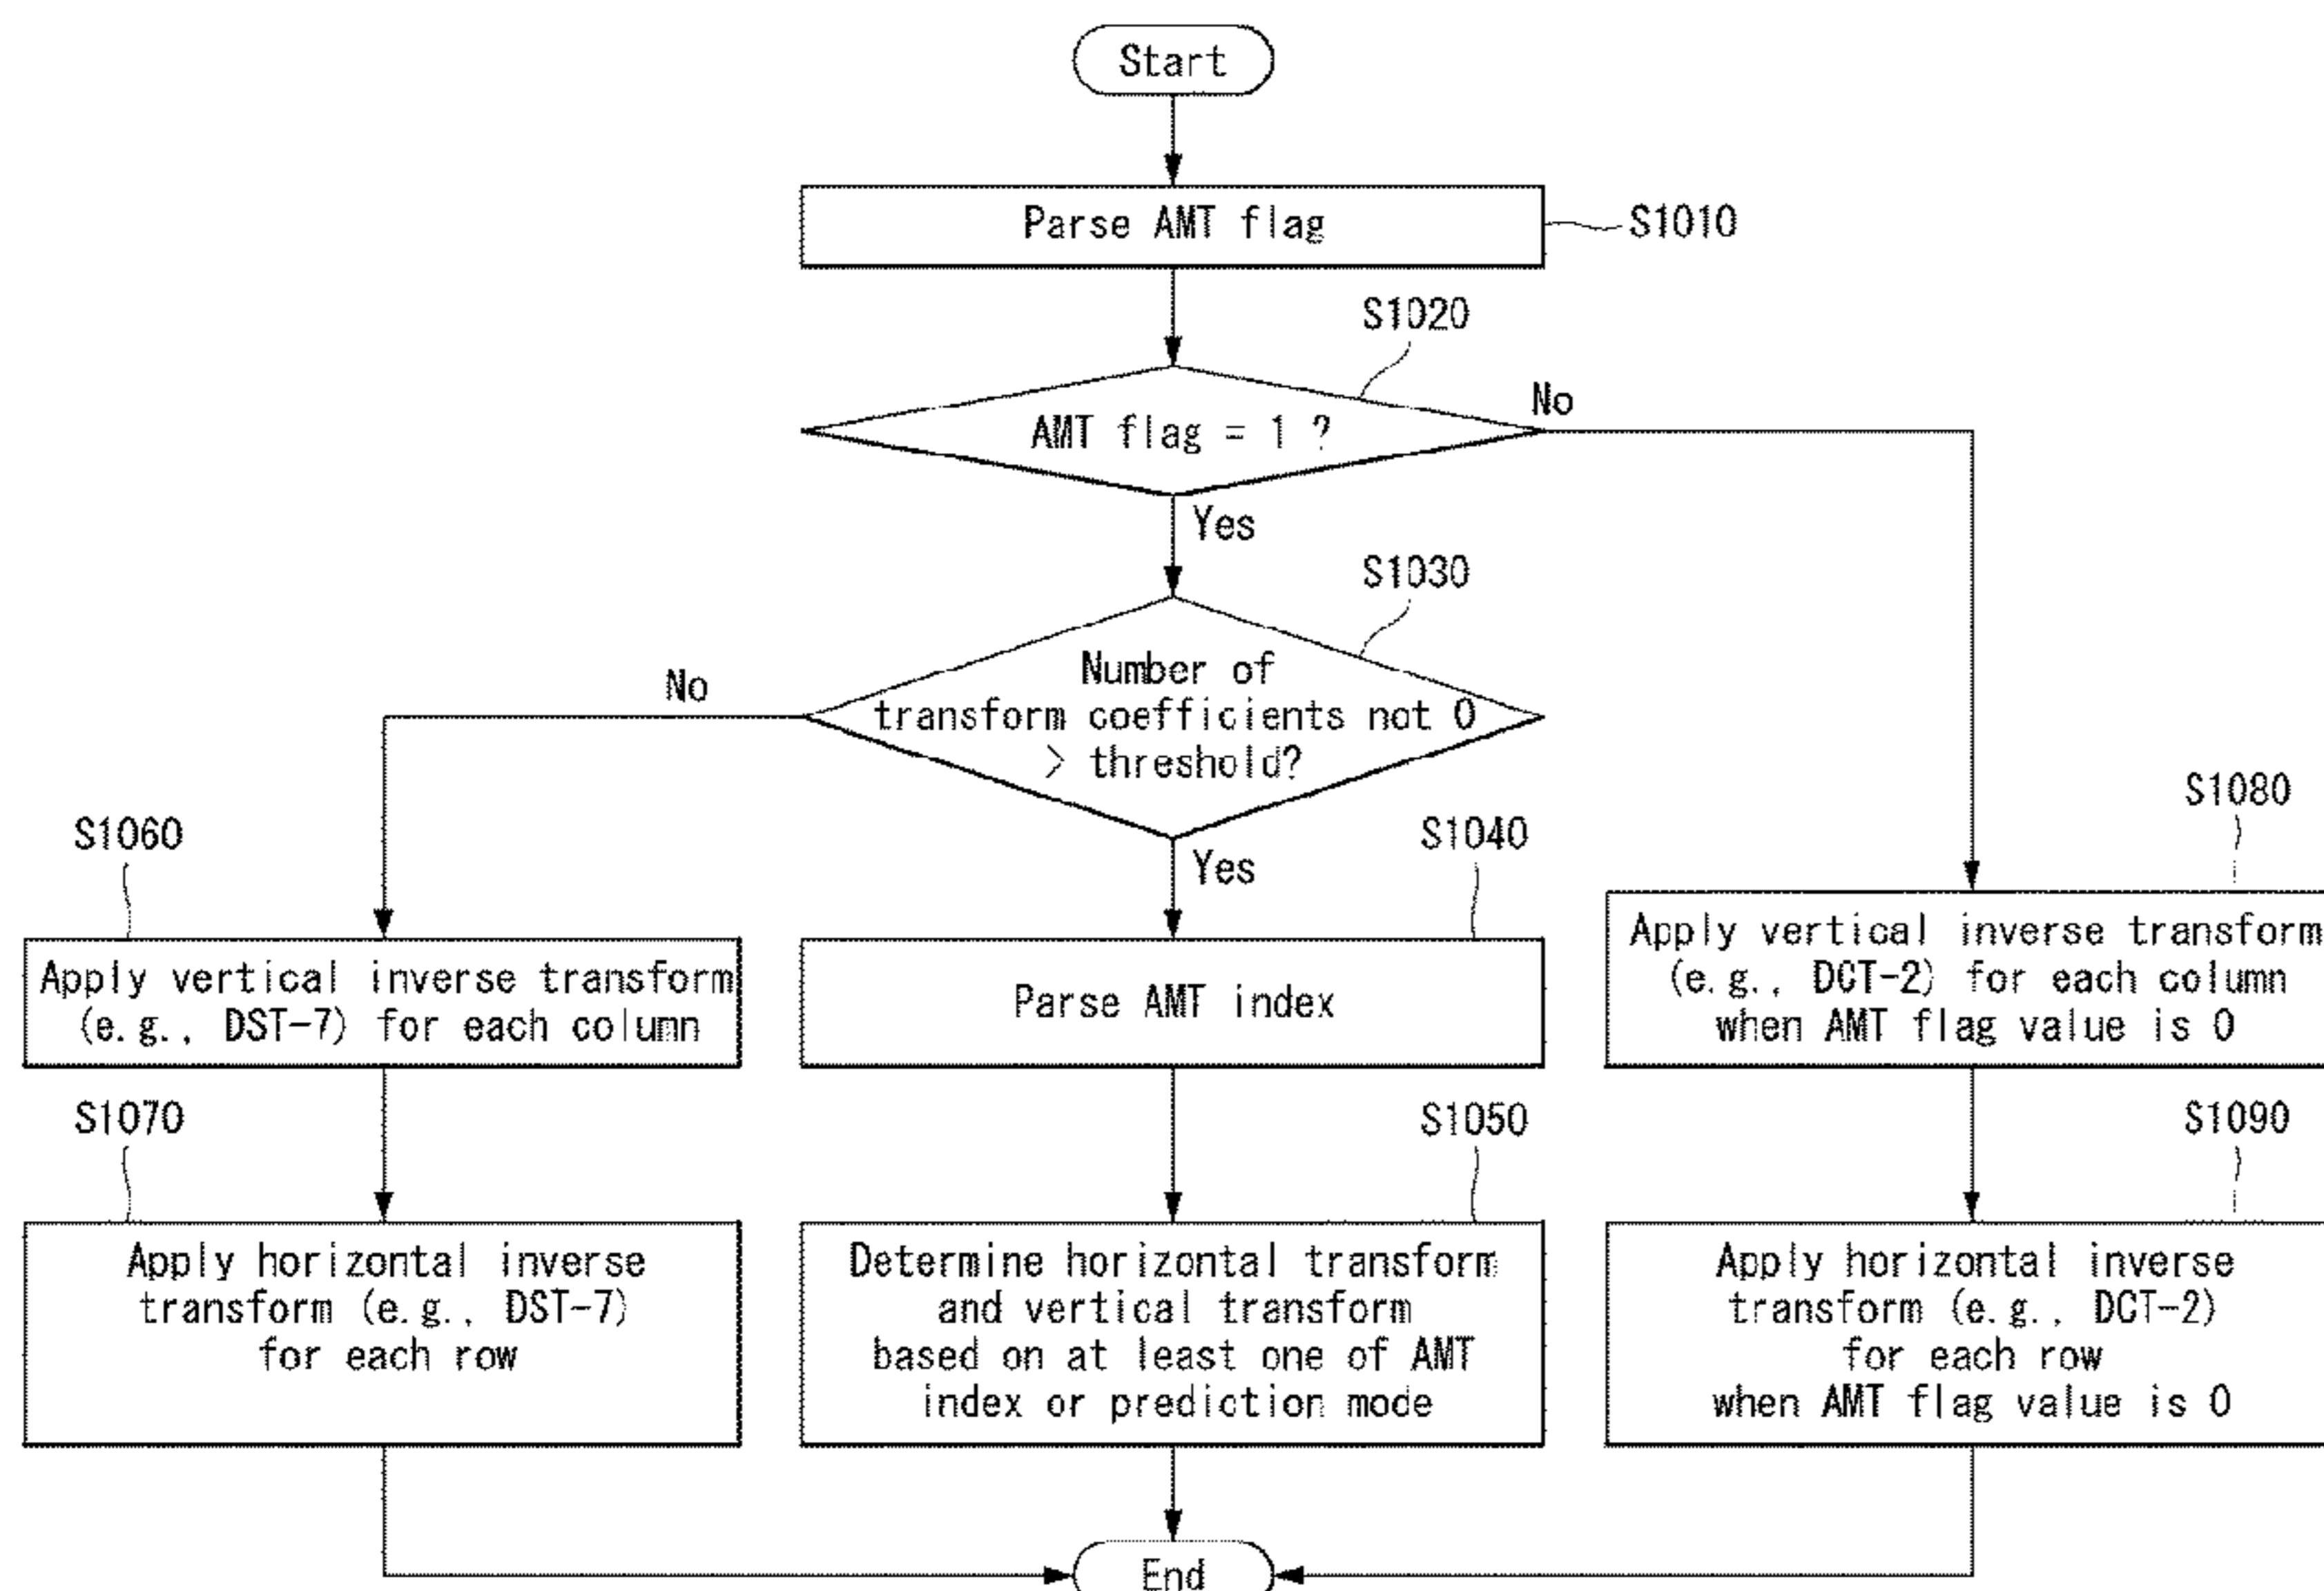 Start
Parse AMT flag
S1010
S1020
AMT flag = 1 ?
No
Yes
S1030
Number of
transform coefficients not 0
> threshold?
No
Yes
S1060
Apply vertical inverse transform
(e.g., DST-7) for each column
S1040
Parse AMT index
S1080
Apply vertical inverse transform
(e.g., DCT-2) for each column
when AMT flag value is 0
S1070
Apply horizontal inverse
transform (e.g., DST-7)
for each row
S1050
Determine horizontal transform
and vertical transform
based on at least one of AMT
index or prediction mode
S1090
Apply horizontal inverse
transform (e.g., DCT-2)
for each row
when AMT flag value is 0
End